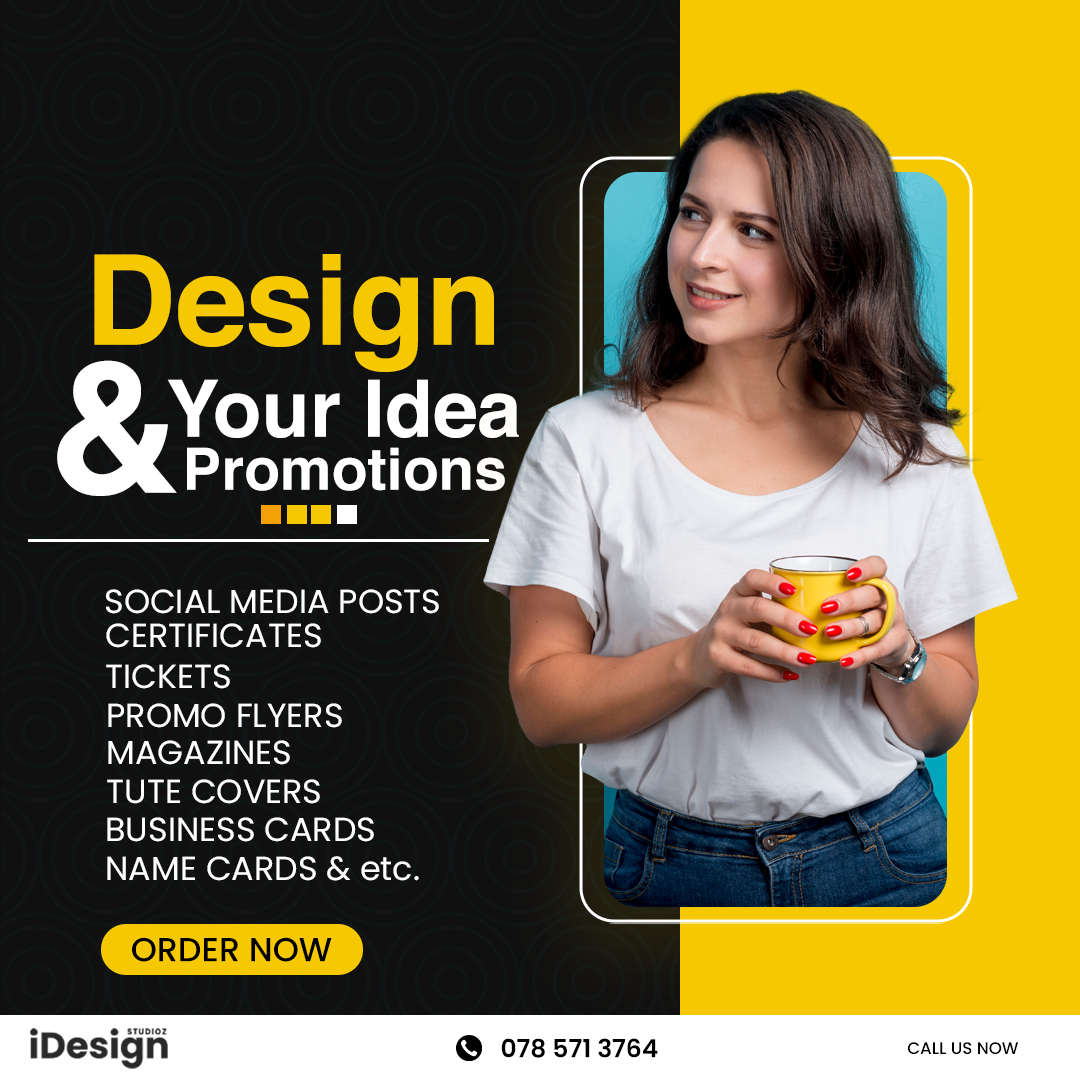 Design
& Your Idea
Promotions
SOCIAL MEDIA POSTS
CERTIFICATES
TICKETS
PROMO FLYERS
MAGAZINES
TUTE COVERS
BUSINESS CARDS
NAME CARDS & etc.
ORDER NOW
STUDIOZ
iDesign
078 571 3764
CALL US NOW